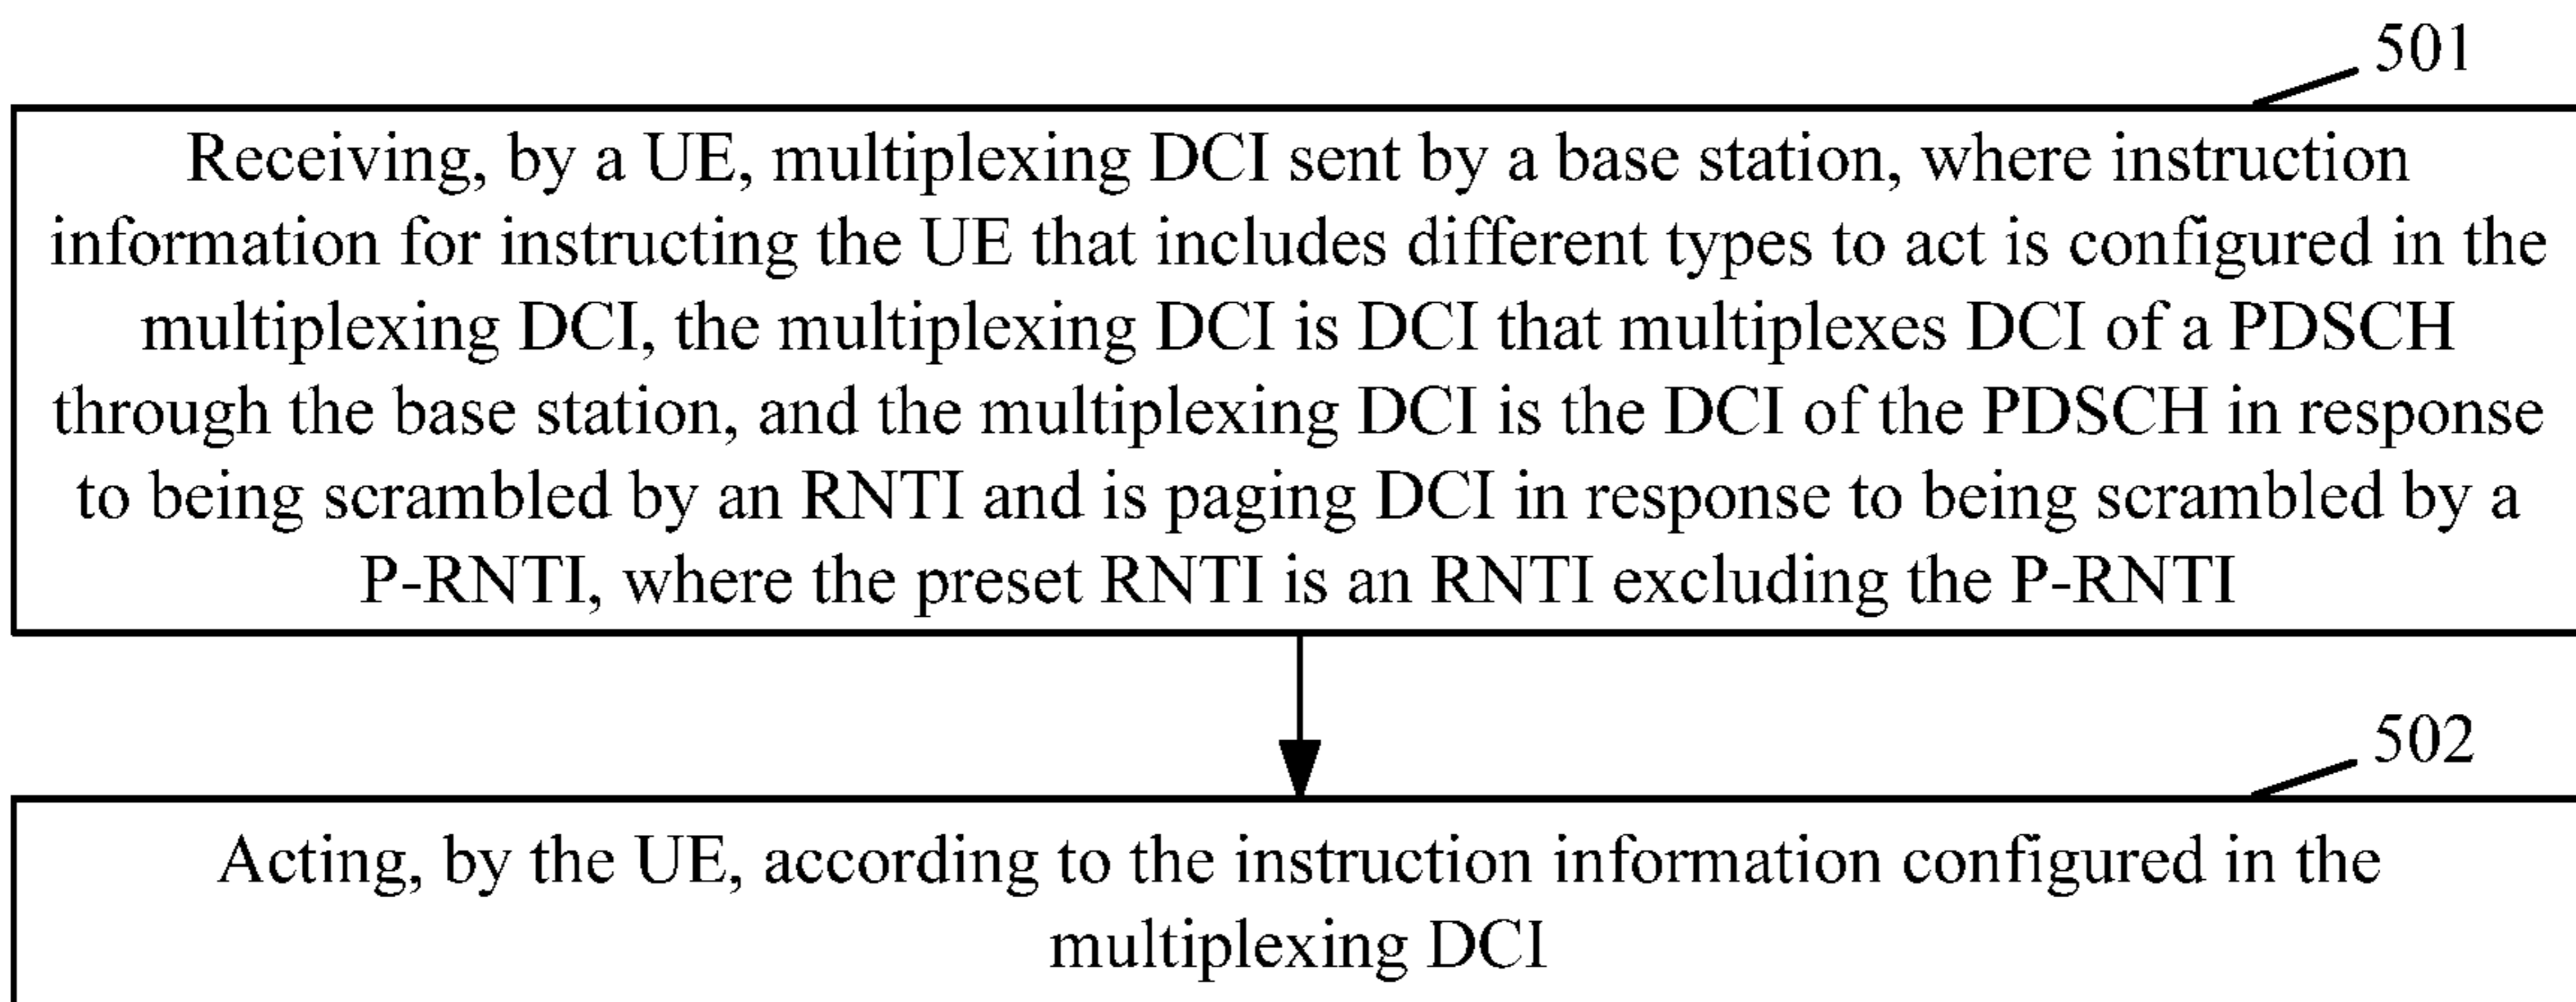 501
Receiving, by a UE, multiplexing DCI sent by a base station, where instruction
information for instructing the UE that includes different types to act is configured in the
multiplexing DCI, the multiplexing DCI is DCI that multiplexes DCI of a PDSCH
through the base station, and the multiplexing DCI is the DCI of the PDSCH in response
to being scrambled by an RNTI and is paging DCI in response to being scrambled by a
P-RNTI, where the preset RNTI is an RNTI excluding the P-RNTI
502
Acting, by the UE, according to the instruction information configured in the
multiplexing DCI